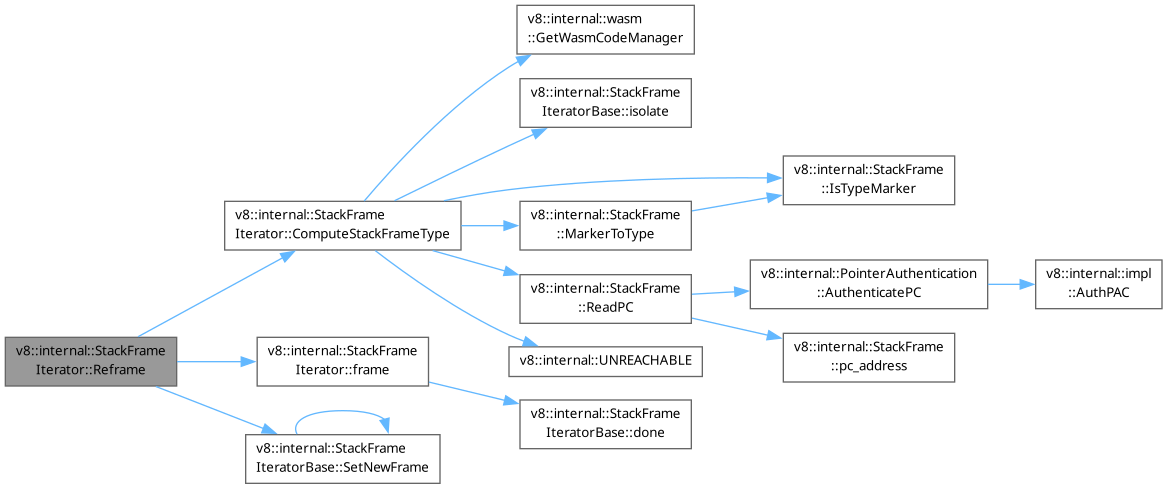 v8::internal::wasm
::GetWasmCodeManager
v8::internal::StackFrame
IteratorBase::isolate
v8::internal::StackFrame
::IsTypeMarker
v8::internal::StackFrame
Iterator::ComputeStackFrameType
v8::internal::StackFrame
::MarkerToType
v8::internal::StackFrame
::ReadPC
v8::internal::PointerAuthentication
::AuthenticatePC
v8::internal::impl
::AuthPAC
v8::internal::StackFrame
Iterator::Reframe
v8::internal::StackFrame
Iterator::frame
v8::internal::UNREACHABLE
v8::internal::StackFrame
::pc_address
v8::internal::StackFrame
IteratorBase::done
v8::internal::StackFrame
IteratorBase::SetNewFrame